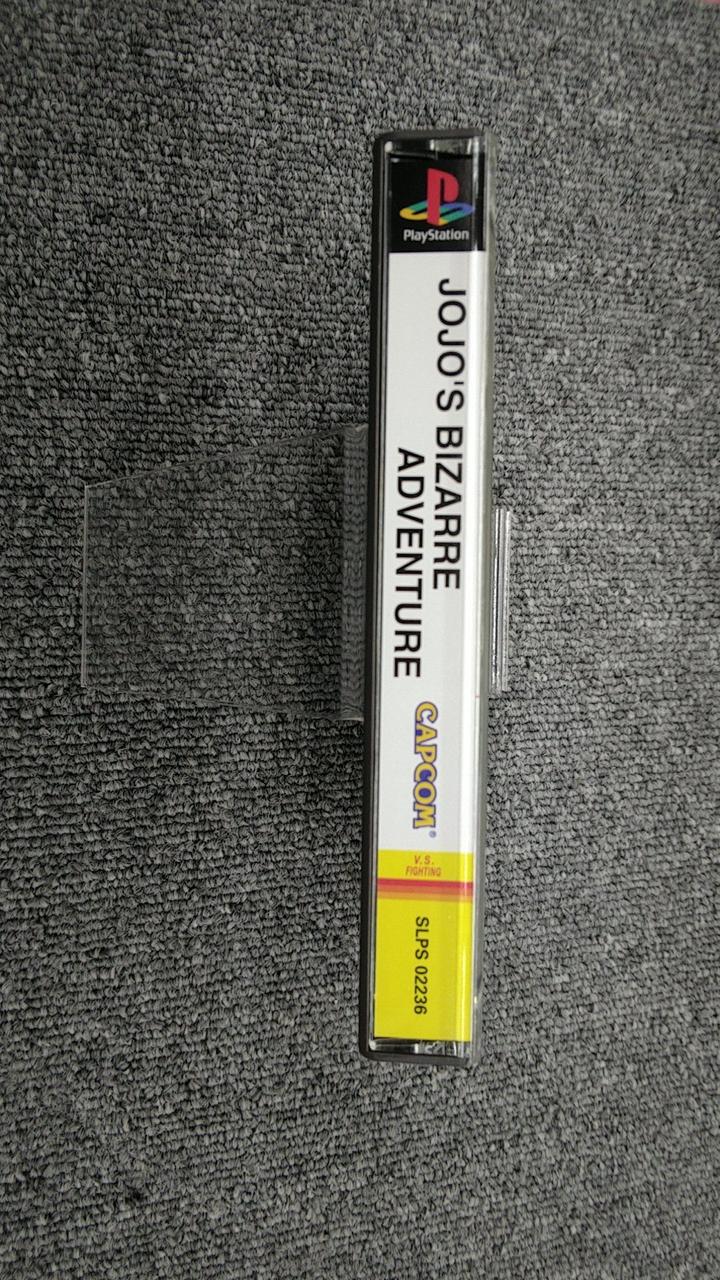 PlayStation
JOJO'S BIZARRE
ADVENTURE
CAPCOM®
V.S.
FIGHTING
SLPS 02236